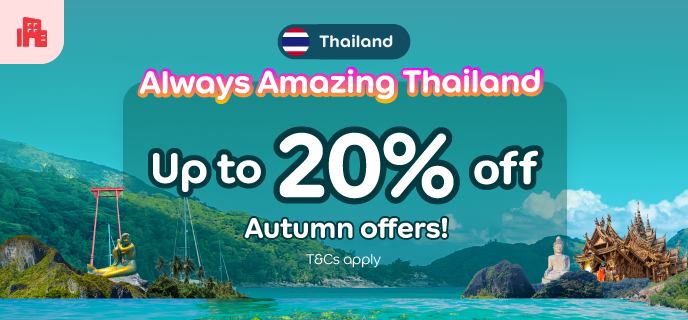 Thailand
Always Amazing Thailand
Up to 20% off
Autumn offers!
T&Cs apply